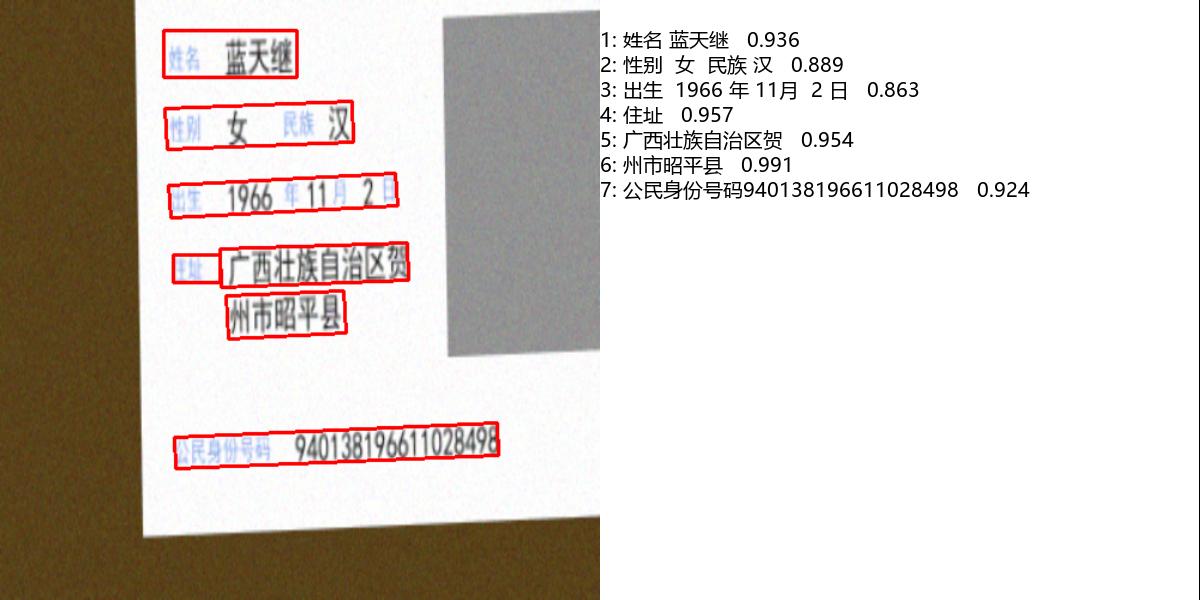 姓名 蓝天继
性别 女 民族 汉
出生 1966 年 11月 2 日
住址 广西壮族自治区贺
州市昭平县
公民身份号码 940138196611028498
1: 姓名 蓝天继 0.936
2: 性别 女 民族 汉 0.889
3: 出生 1966 年 11月 2 日 0.863
4: 住址 0.957
5: 广西壮族自治区贺 0.954
6: 州市昭平县 0.991
7: 公民身份号码940138196611028498 0.924